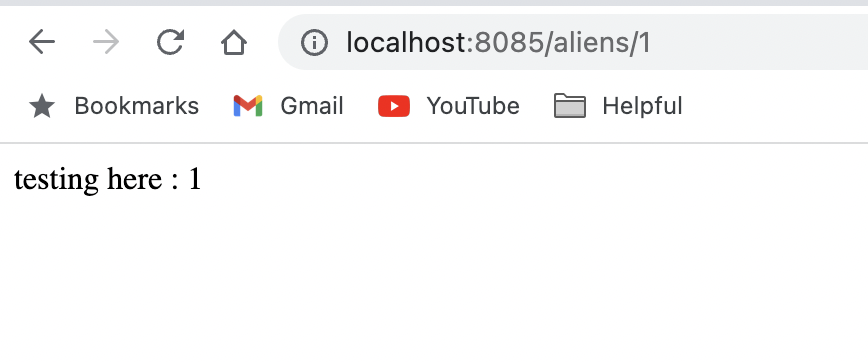 localhost:8085/aliens/1
Bookmarks Gmail YouTube Helpful
testing here : 1